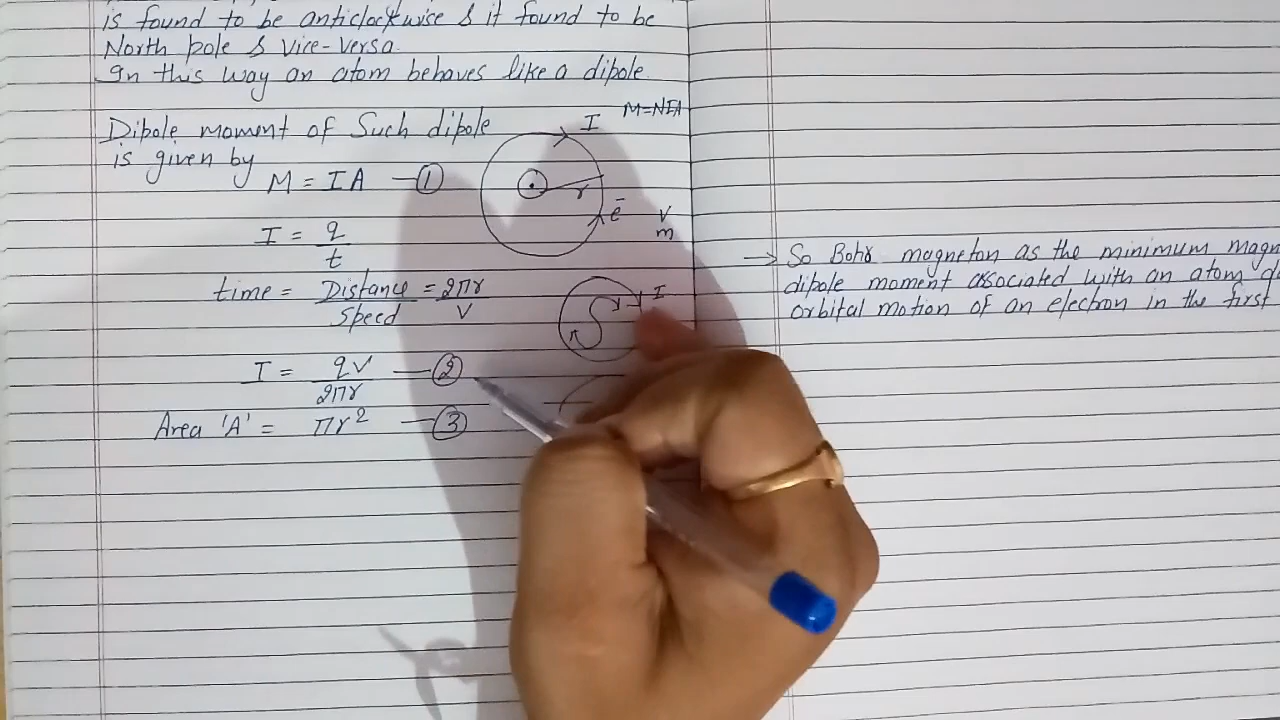 is found to be anticlockwise & it found to be
North pole & vice-versa.
In this way an atom behaves like a dipole.
Dipole moment of Such dipole
is given by
M = IA —①
I = q/t
time = Distance/Speed = 2πr/v
I = qv/2πr —②
Area 'A' = πr² —③
M=NIA
I
r
ē
v
m
S
I
→ So Bohr magneton as the minimum magn
dipole moment associated with an atom d
orbital motion of an electron in the first